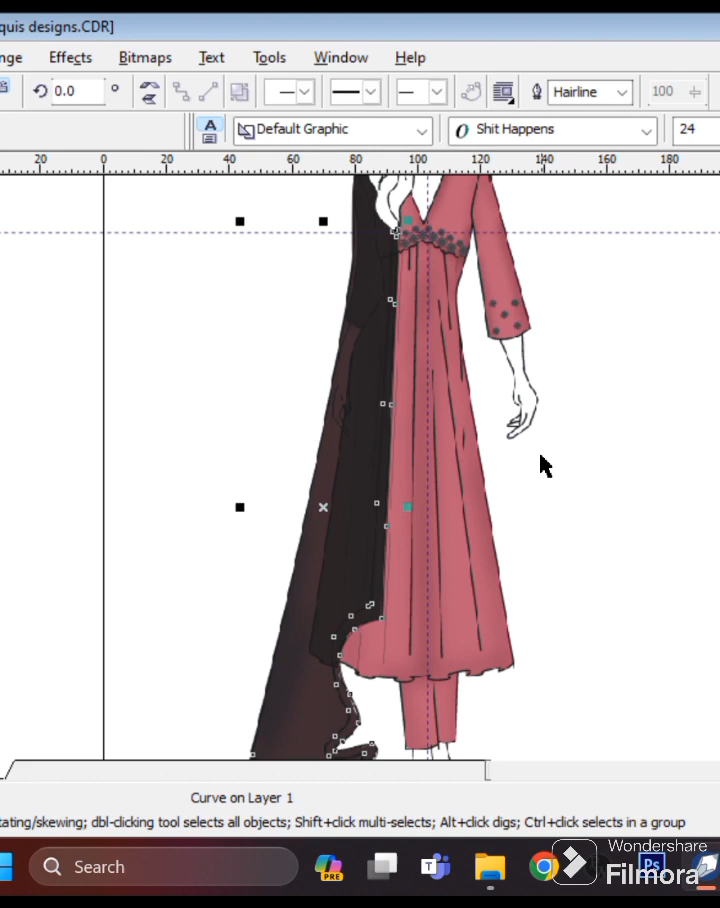 quis designs.CDR]
nge Effects Bitmaps Text Tools Window Help
0.0 ° Hairline 100
A Default Graphic O Shit Happens 24
20 0 20 40 60 80 100 120 140 160 180
Curve on Layer 1
tating/skewing; dbl-clicking tool selects all objects; Shift+click multi-selects; Alt+click digs; Ctrl+click selects in a group
Search PRE T Ps
Wondershare
Filmora